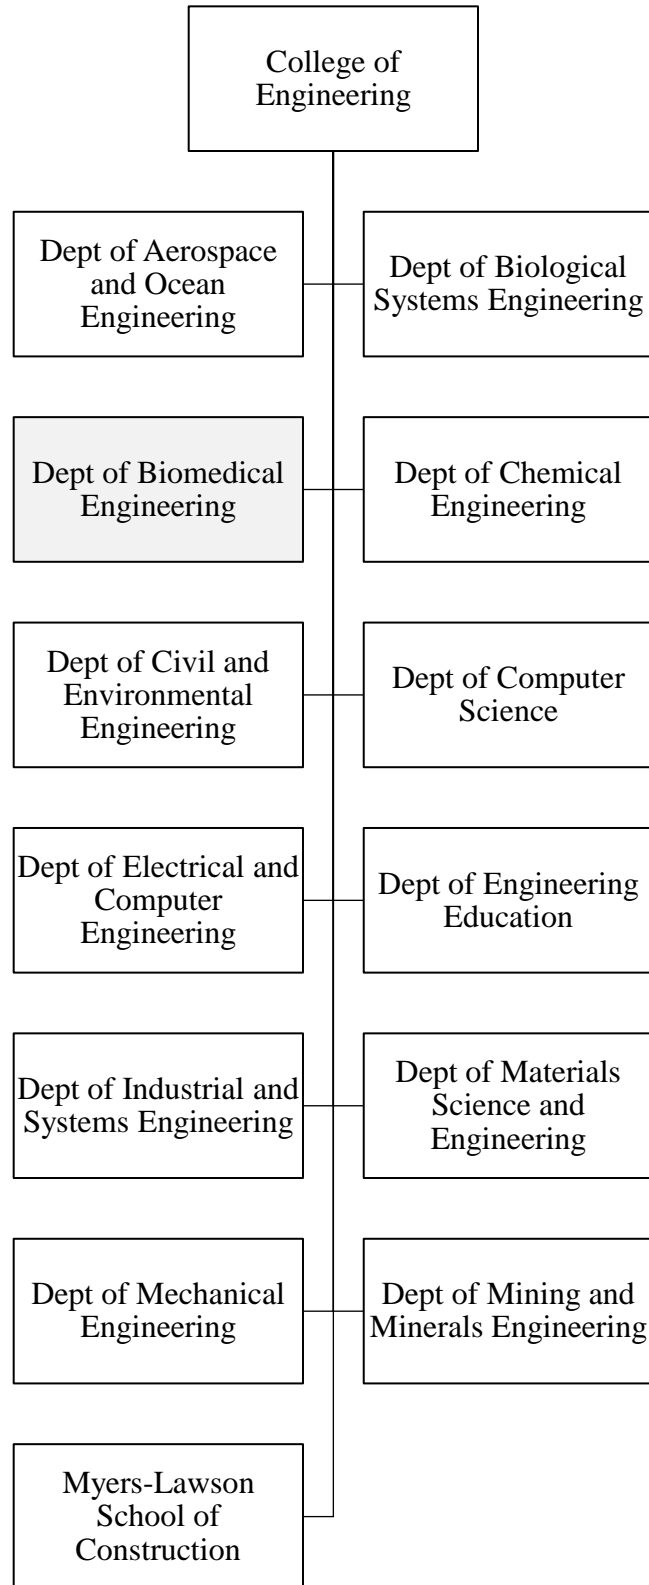 College of
Engineering
Dept of Aerospace
and Ocean
Engineering
Dept of Biological
Systems Engineering
Dept of Biomedical
Engineering
Dept of Chemical
Engineering
Dept of Civil and
Environmental
Engineering
Dept of Computer
Science
Dept of Electrical and
Computer
Engineering
Dept of Engineering
Education
Dept of Industrial and
Systems Engineering
Dept of Materials
Science and
Engineering
Dept of Mechanical
Engineering
Dept of Mining and
Minerals Engineering
Myers-Lawson
School of
Construction